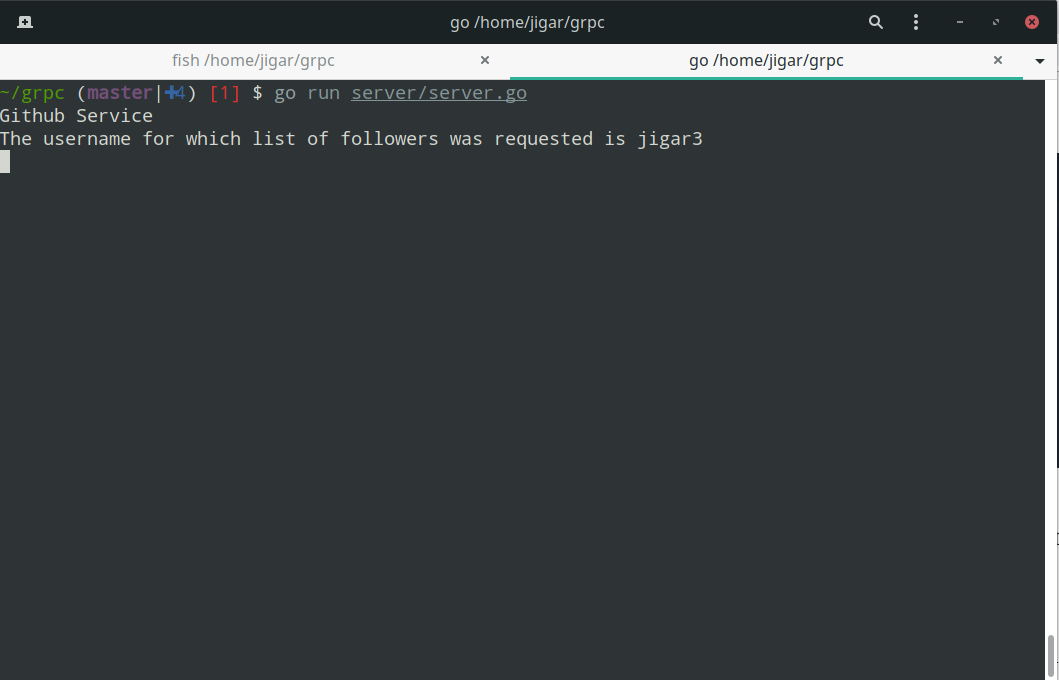 go /home/jigar/grpc
fish /home/jigar/grpc
go /home/jigar/grpc
~/grpc (master|✚4) [1] $ go run server/server.go
Github Service
The username for which list of followers was requested is jigar3